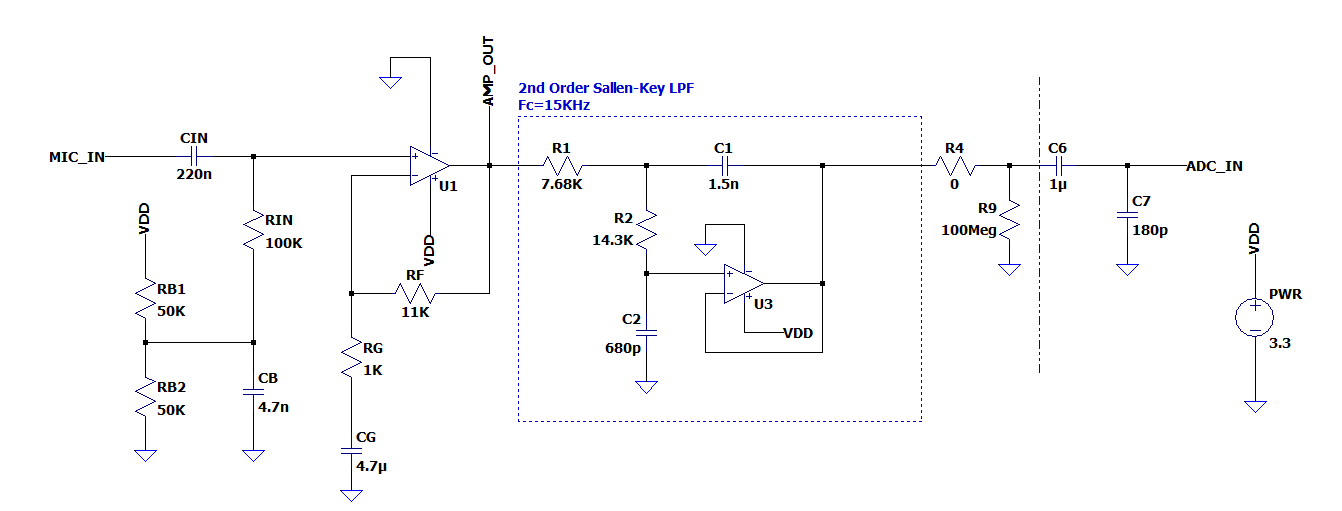 AMP_OUT
2nd Order Sallen-Key LPF
Fc=15KHz
CIN
MIC_IN
220n
U1
R1
7.68K
C1
1.5n
R4
0
C6
1µ
ADC_IN
VDD
RIN
100K
VDD
R2
14.3K
R9
100Meg
C7
180p
VDD
RB1
50K
RF
11K
U3
VDD
C2
680p
PWR
3.3
RG
1K
RB2
50K
CB
4.7n
CG
4.7µ